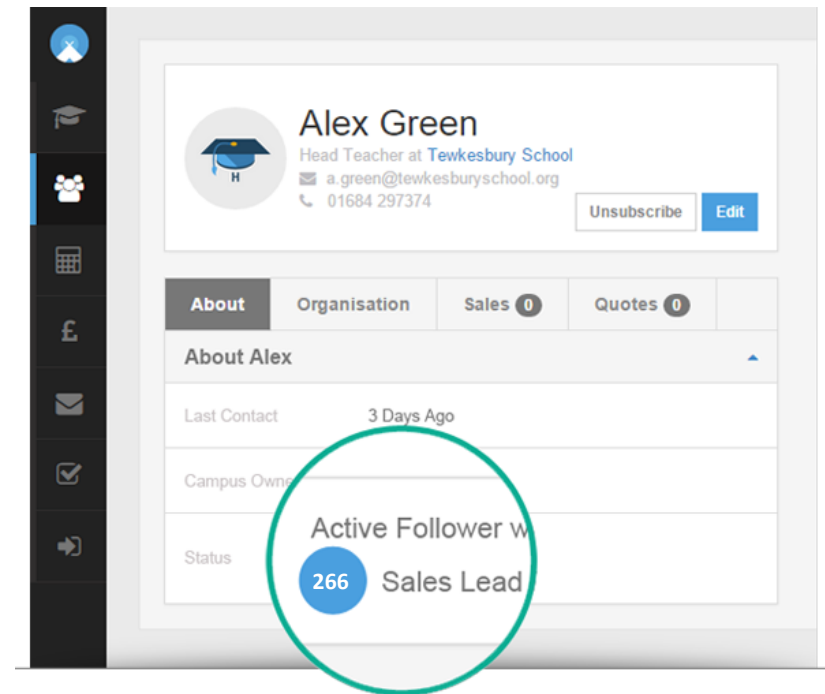 Alex Green
Head Teacher at Tewkesbury School
a.green@tewkesburyschool.org
01684 297374
Unsubscribe
Edit
H
About Organisation Sales 0 Quotes 0
About Alex
Last Contact 3 Days Ago
Campus Owne
Active Follower w
Status
266 Sales Lead
£